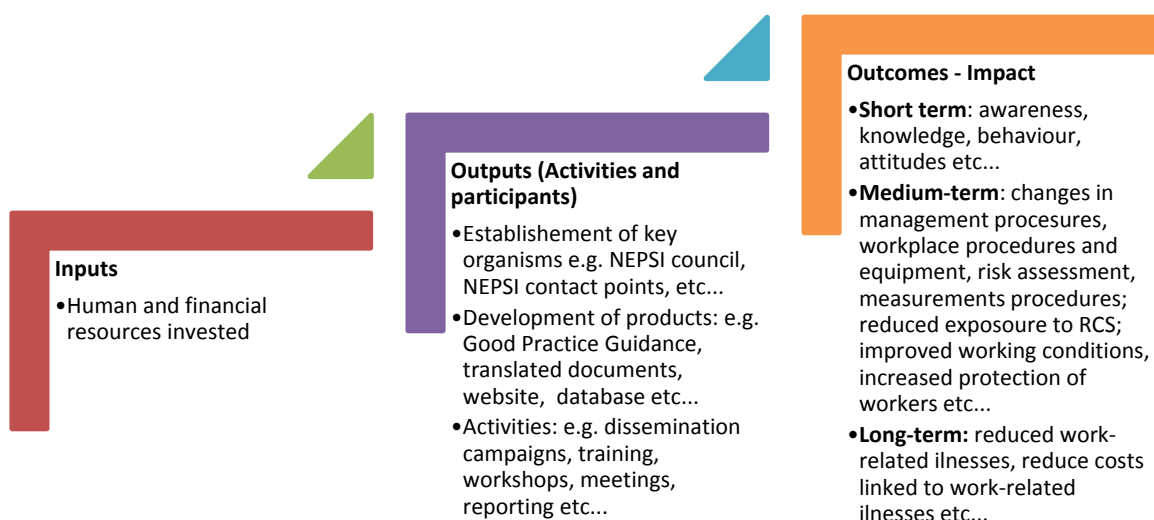 Inputs
•Human and financial
resources invested
Outputs (Activities and
participants)
•Establishement of key
organisms e.g. NEPSI council,
NEPSI contact points, etc...
•Development of products: e.g.
Good Practice Guidance,
translated documents,
website, database etc...
•Activities: e.g. dissemination
campaigns, training,
workshops, meetings,
reporting etc...
Outcomes - Impact
•Short term: awareness,
knowledge, behaviour,
attitudes etc...
•Medium-term: changes in
management procesures,
workplace procedures and
equipment, risk assessment,
measurements procedures;
reduced exposoure to RCS;
improved working conditions,
increased protection of
workers etc...
•Long-term: reduced work-
related ilnesses, reduce costs
linked to work-related
ilnesses etc...